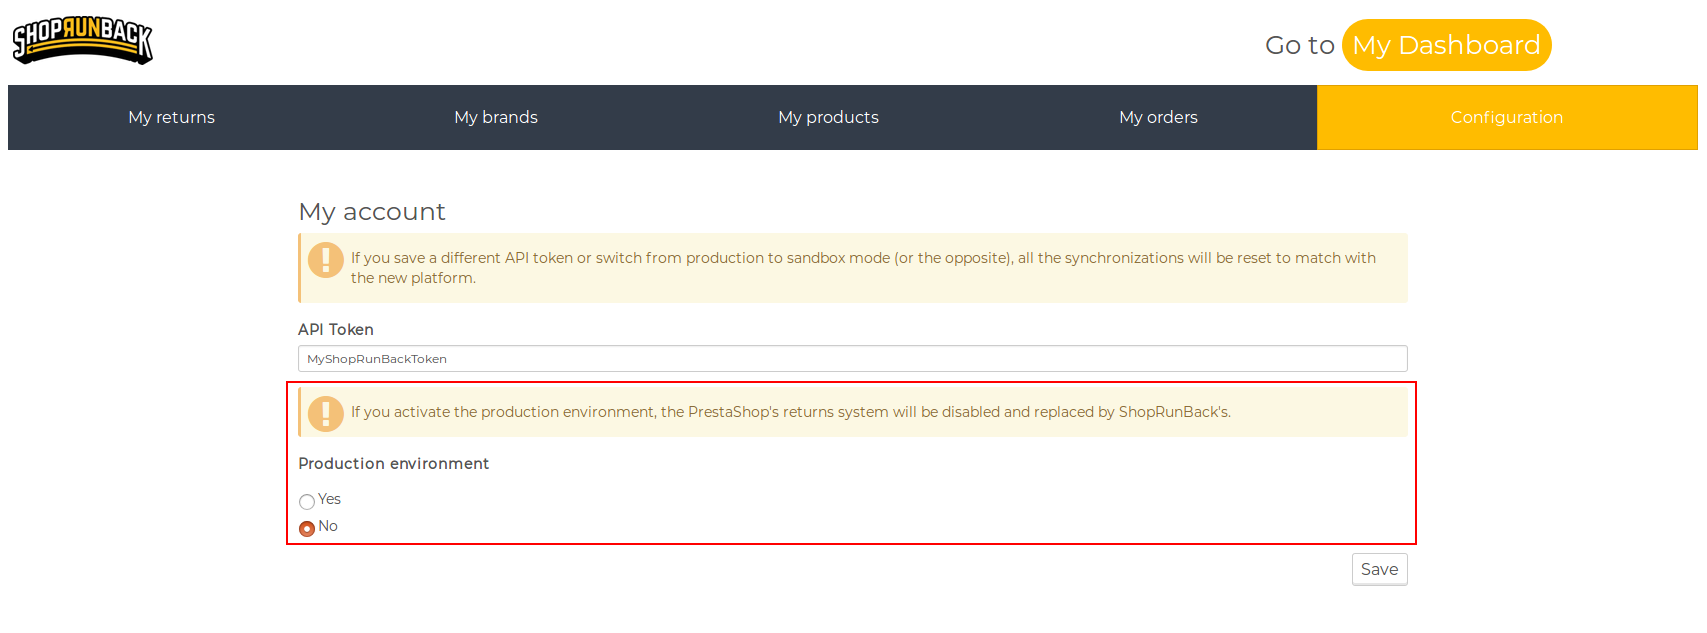 SHOPRUNBACK
Go to My Dashboard
My returns My brands My products My orders Configuration
My account
If you save a different API token or switch from production to sandbox mode (or the opposite), all the synchronizations will be reset to match with
the new platform.
API Token
MyShopRunBackToken
If you activate the production environment, the PrestaShop's returns system will be disabled and replaced by ShopRunBack's.
Production environment
Yes
No
Save